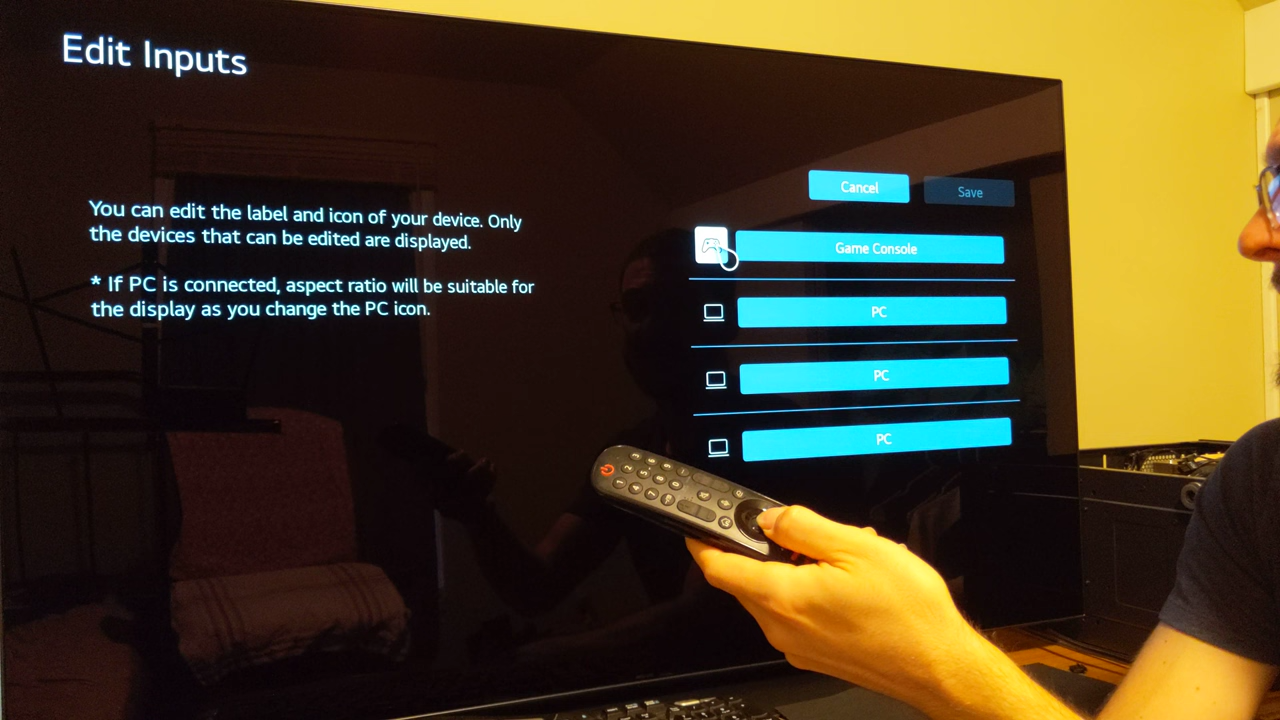 Edit Inputs
Cancel
Save
You can edit the label and icon of your device. Only
the devices that can be edited are displayed.
* If PC is connected, aspect ratio will be suitable for
the display as you change the PC icon.
Game Console
PC
PC
PC